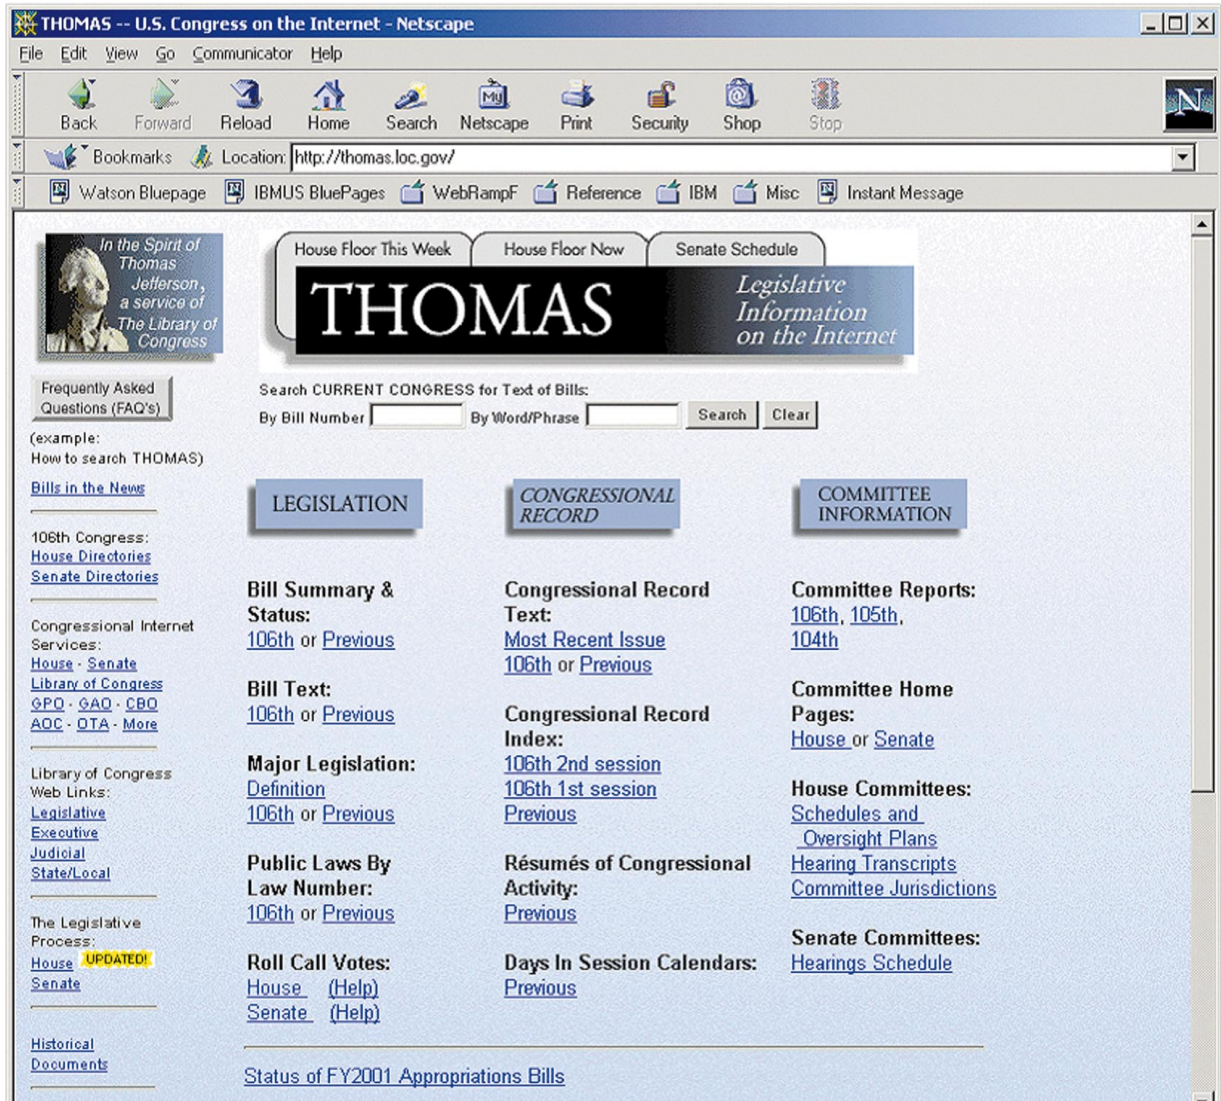 THOMAS -- U.S. Congress on the Internet - Netscape
File Edit View Go Communicator Help
Back Forward Reload Home Search Netscape Print Security Shop Stop
My
N
Bookmarks Location: http://thomas.loc.gov/
Watson Bluepage IBMUS BluePages WebRampF Reference IBM Misc Instant Message
In the Spirit of
Thomas
Jefferson,
a service of
The Library of
Congress
House Floor This Week House Floor Now Senate Schedule
THOMAS
Legislative
Information
on the Internet
Frequently Asked
Questions (FAQ's)
(example:
How to search THOMAS)
Bills in the News
106th Congress:
House Directories
Senate Directories
Congressional Internet
Services:
House - Senate
Library of Congress
GPO - GAO - CBO
AOC - OTA - More
Library of Congress
Web Links:
Legislative
Executive
Judicial
State/Local
The Legislative
Process:
House UPDATED!
Senate
Historical
Documents
Search CURRENT CONGRESS for Text of Bills:
By Bill Number By Word/Phrase Search Clear
LEGISLATION
Bill Summary &
Status:
106th or Previous
Bill Text:
106th or Previous
Major Legislation:
Definition
106th or Previous
Public Laws By
Law Number:
106th or Previous
Roll Call Votes:
House (Help)
Senate (Help)
CONGRESSIONAL
RECORD
Congressional Record
Text:
Most Recent Issue
106th or Previous
Congressional Record
Index:
106th 2nd session
106th 1st session
Previous
Résumés of Congressional
Activity:
Previous
Days In Session Calendars:
Previous
COMMITTEE
INFORMATION
Committee Reports:
106th, 105th,
104th
Committee Home
Pages:
House or Senate
House Committees:
Schedules and
Oversight Plans
Hearing Transcripts
Committee Jurisdictions
Senate Committees:
Hearings Schedule
Status of FY2001 Appropriations Bills